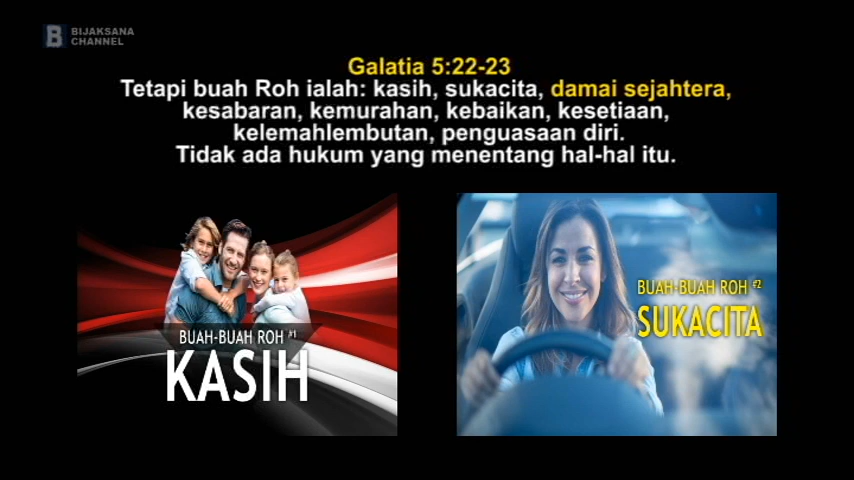 BIJAKSANA
CHANNEL
Galatia 5:22-23
Tetapi buah Roh ialah: kasih, sukacita, damai sejahtera,
kesabaran, kemurahan, kebaikan, kesetiaan,
kelemahlembutan, penguasaan diri.
Tidak ada hukum yang menentang hal-hal itu.
BUAH-BUAH ROH #1
KASIH
BUAH-BUAH ROH #2
SUKACITA